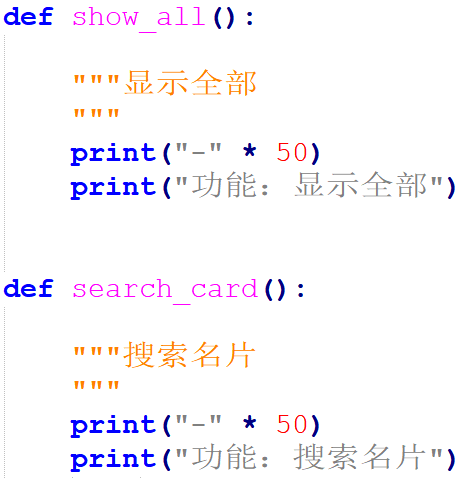 def show_all():
"""显示全部
"""
print("-" * 50)
print("功能：显示全部")
def search_card():
"""搜索名片
"""
print("-" * 50)
print("功能：搜索名片")